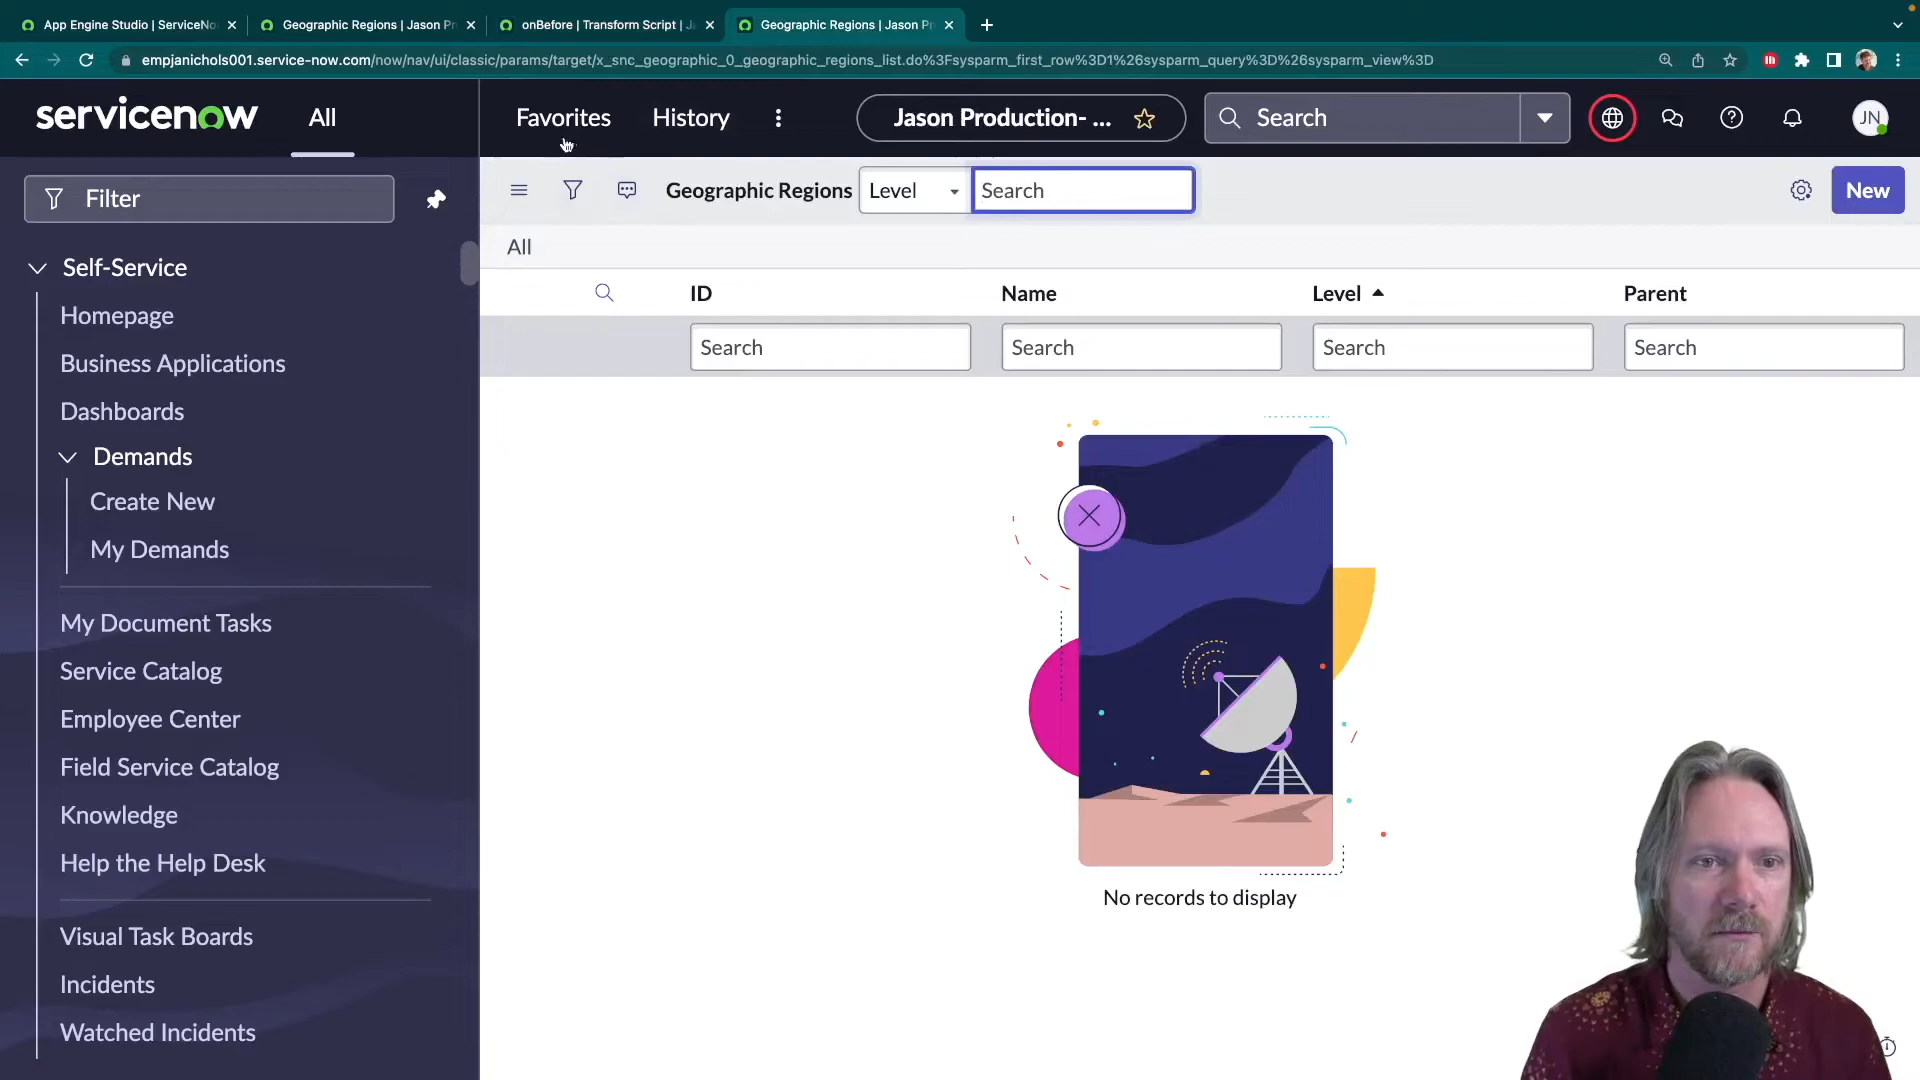 App Engine Studio | ServiceNo
Geographic Regions | Jason Pr
onBefore | Transform Script | Ja
Geographic Regions | Jason Pr
empjanichols001.service-now.com/now/nav/ui/classic/params/target/x_snc_geographic_0_geographic_regions_list.do%3Fsysparm_first_row%3D1%26sysparm_query%3D%26sysparm_view%3D
servicenow
All
Favorites
History
Jason Production- ...
Search
JN
Filter
Geographic Regions
Level
Search
New
All
Self-Service
Homepage
Business Applications
Dashboards
Demands
Create New
My Demands
My Document Tasks
Service Catalog
Employee Center
Field Service Catalog
Knowledge
Help the Help Desk
Visual Task Boards
Incidents
Watched Incidents
ID
Name
Level
Parent
Search
Search
Search
Search
No records to display